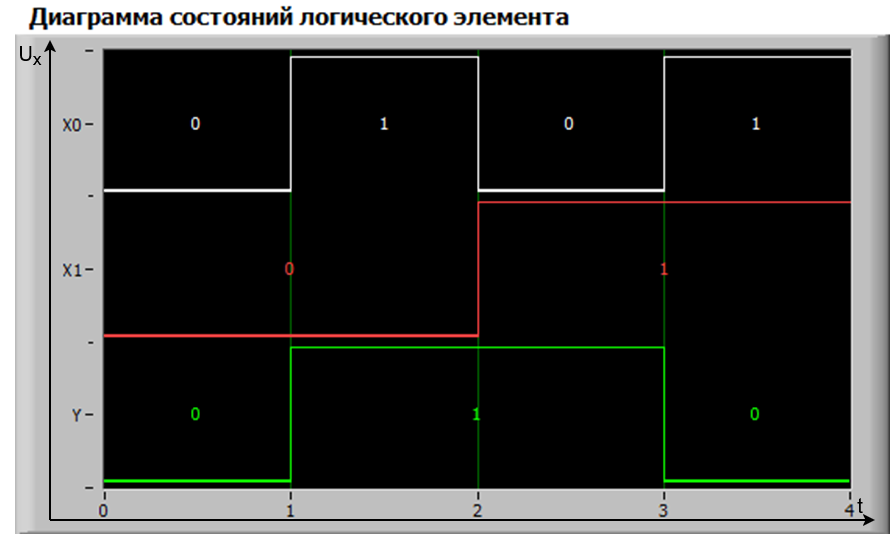 Диаграмма состояний логического элемента
Ux
X0
0 1 0 1
X1
0 1
Y
0 1 0
0 1 2 3 4 t